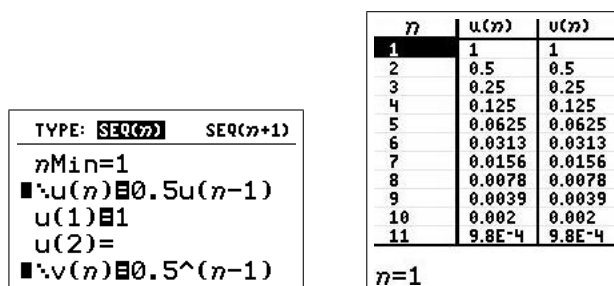 TYPE: SEQ(n) SEQ(n+1)
nMin=1
u(n)=0.5u(n-1)
u(1)=1
u(2)=
v(n)=0.5^(n-1)
n u(n) v(n)
1 1 1
2 0.5 0.5
3 0.25 0.25
4 0.125 0.125
5 0.0625 0.0625
6 0.0313 0.0313
7 0.0156 0.0156
8 0.0078 0.0078
9 0.0039 0.0039
10 0.002 0.002
11 9.8E-4 9.8E-4
n=1